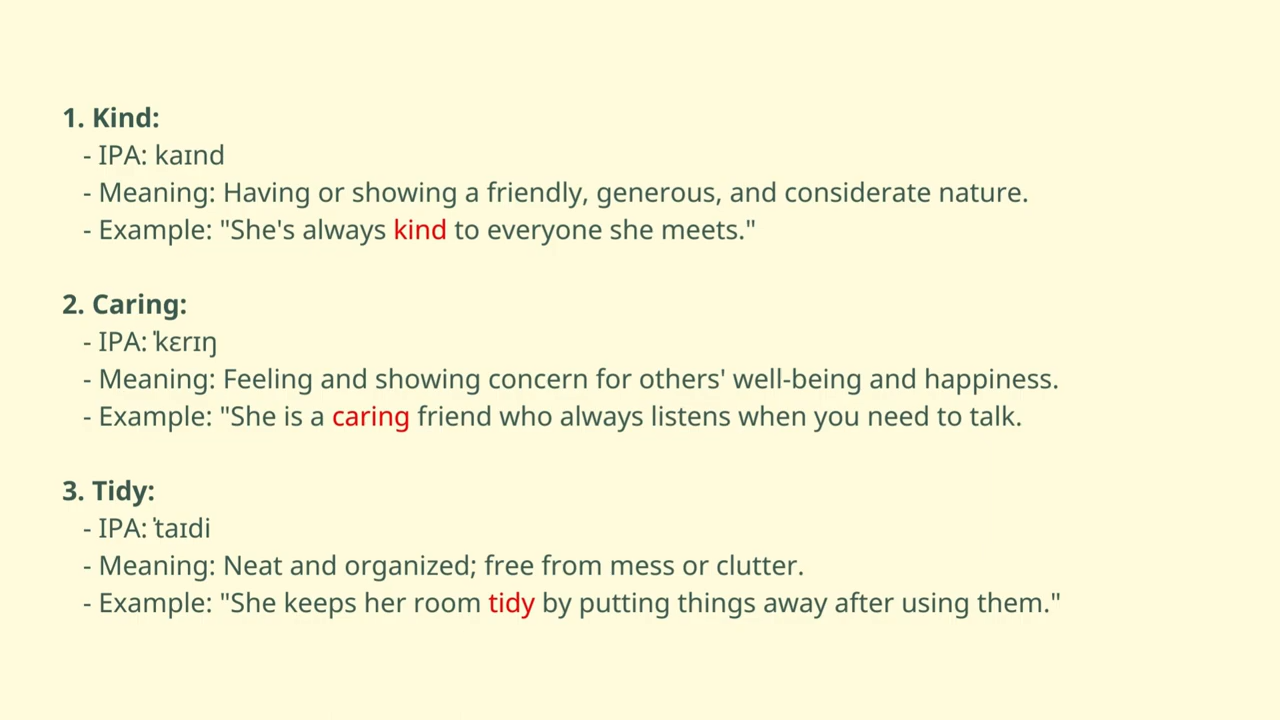 1. Kind:
- IPA: kaɪnd
- Meaning: Having or showing a friendly, generous, and considerate nature.
- Example: "She's always kind to everyone she meets."
2. Caring:
- IPA: ˈkɛrɪŋ
- Meaning: Feeling and showing concern for others' well-being and happiness.
- Example: "She is a caring friend who always listens when you need to talk.
3. Tidy:
- IPA: ˈtaɪdi
- Meaning: Neat and organized; free from mess or clutter.
- Example: "She keeps her room tidy by putting things away after using them."